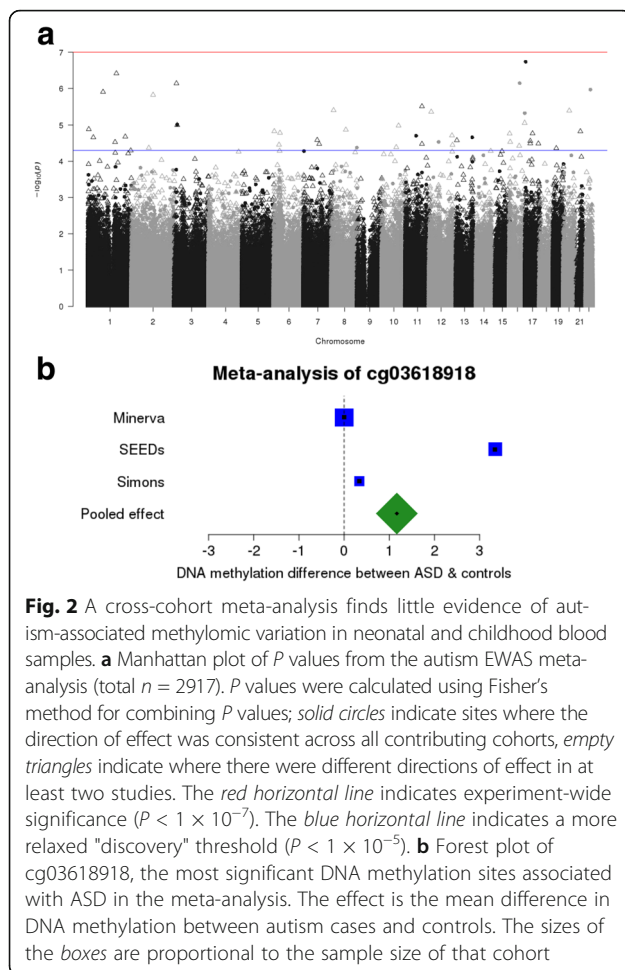 a
7
6
5
4
3
2
1
0
−log10(p)
1 2 3 4 5 6 7 8 9 10 11 13 14 15 17 19 21
Chromosome
b
Meta-analysis of cg03618918
Minerva
SEEDs
Simons
Pooled effect
-3 -2 -1 0 1 2 3
DNA methylation difference between ASD & controls
Fig. 2 A cross-cohort meta-analysis finds little evidence of aut-
ism-associated methylomic variation in neonatal and childhood blood
samples. a Manhattan plot of P values from the autism EWAS meta-
analysis (total n = 2917). P values were calculated using Fisher's
method for combining P values; solid circles indicate sites where the
direction of effect was consistent across all contributing cohorts, empty
triangles indicate where there were different directions of effect in at
least two studies. The red horizontal line indicates experiment-wide
significance (P < 1 × 10⁻⁷). The blue horizontal line indicates a more
relaxed "discovery" threshold (P < 1 × 10⁻⁵). b Forest plot of
cg03618918, the most significant DNA methylation sites associated
with ASD in the meta-analysis. The effect is the mean difference in
DNA methylation between autism cases and controls. The sizes of
the boxes are proportional to the sample size of that cohort